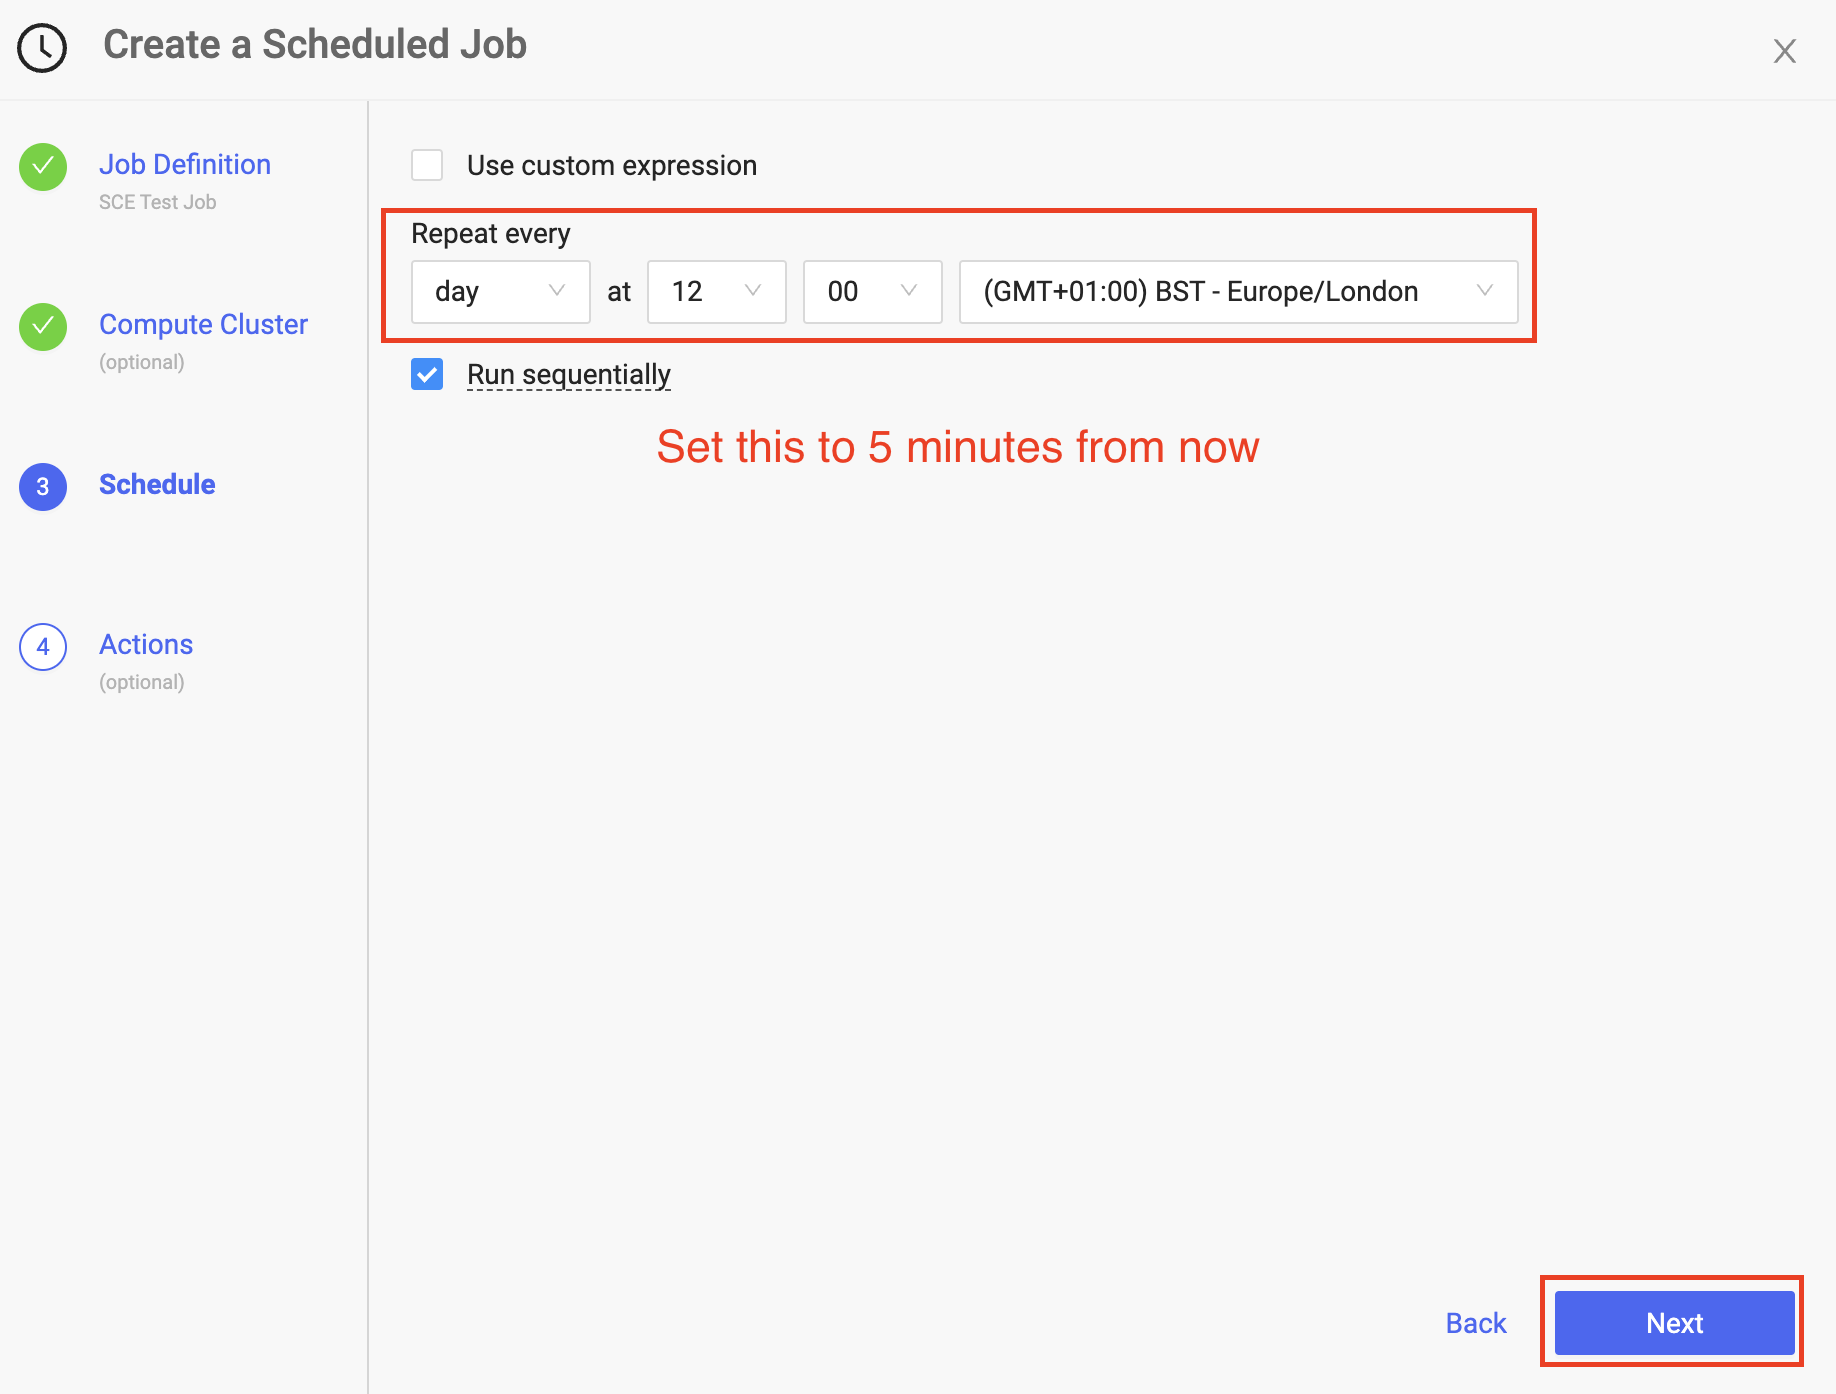 Create a Scheduled Job
Job Definition
SCE Test Job
Compute Cluster
(optional)
3 Schedule
4 Actions
(optional)
Use custom expression
Repeat every
day at 12 00 (GMT+01:00) BST - Europe/London
Run sequentially
Set this to 5 minutes from now
Back Next